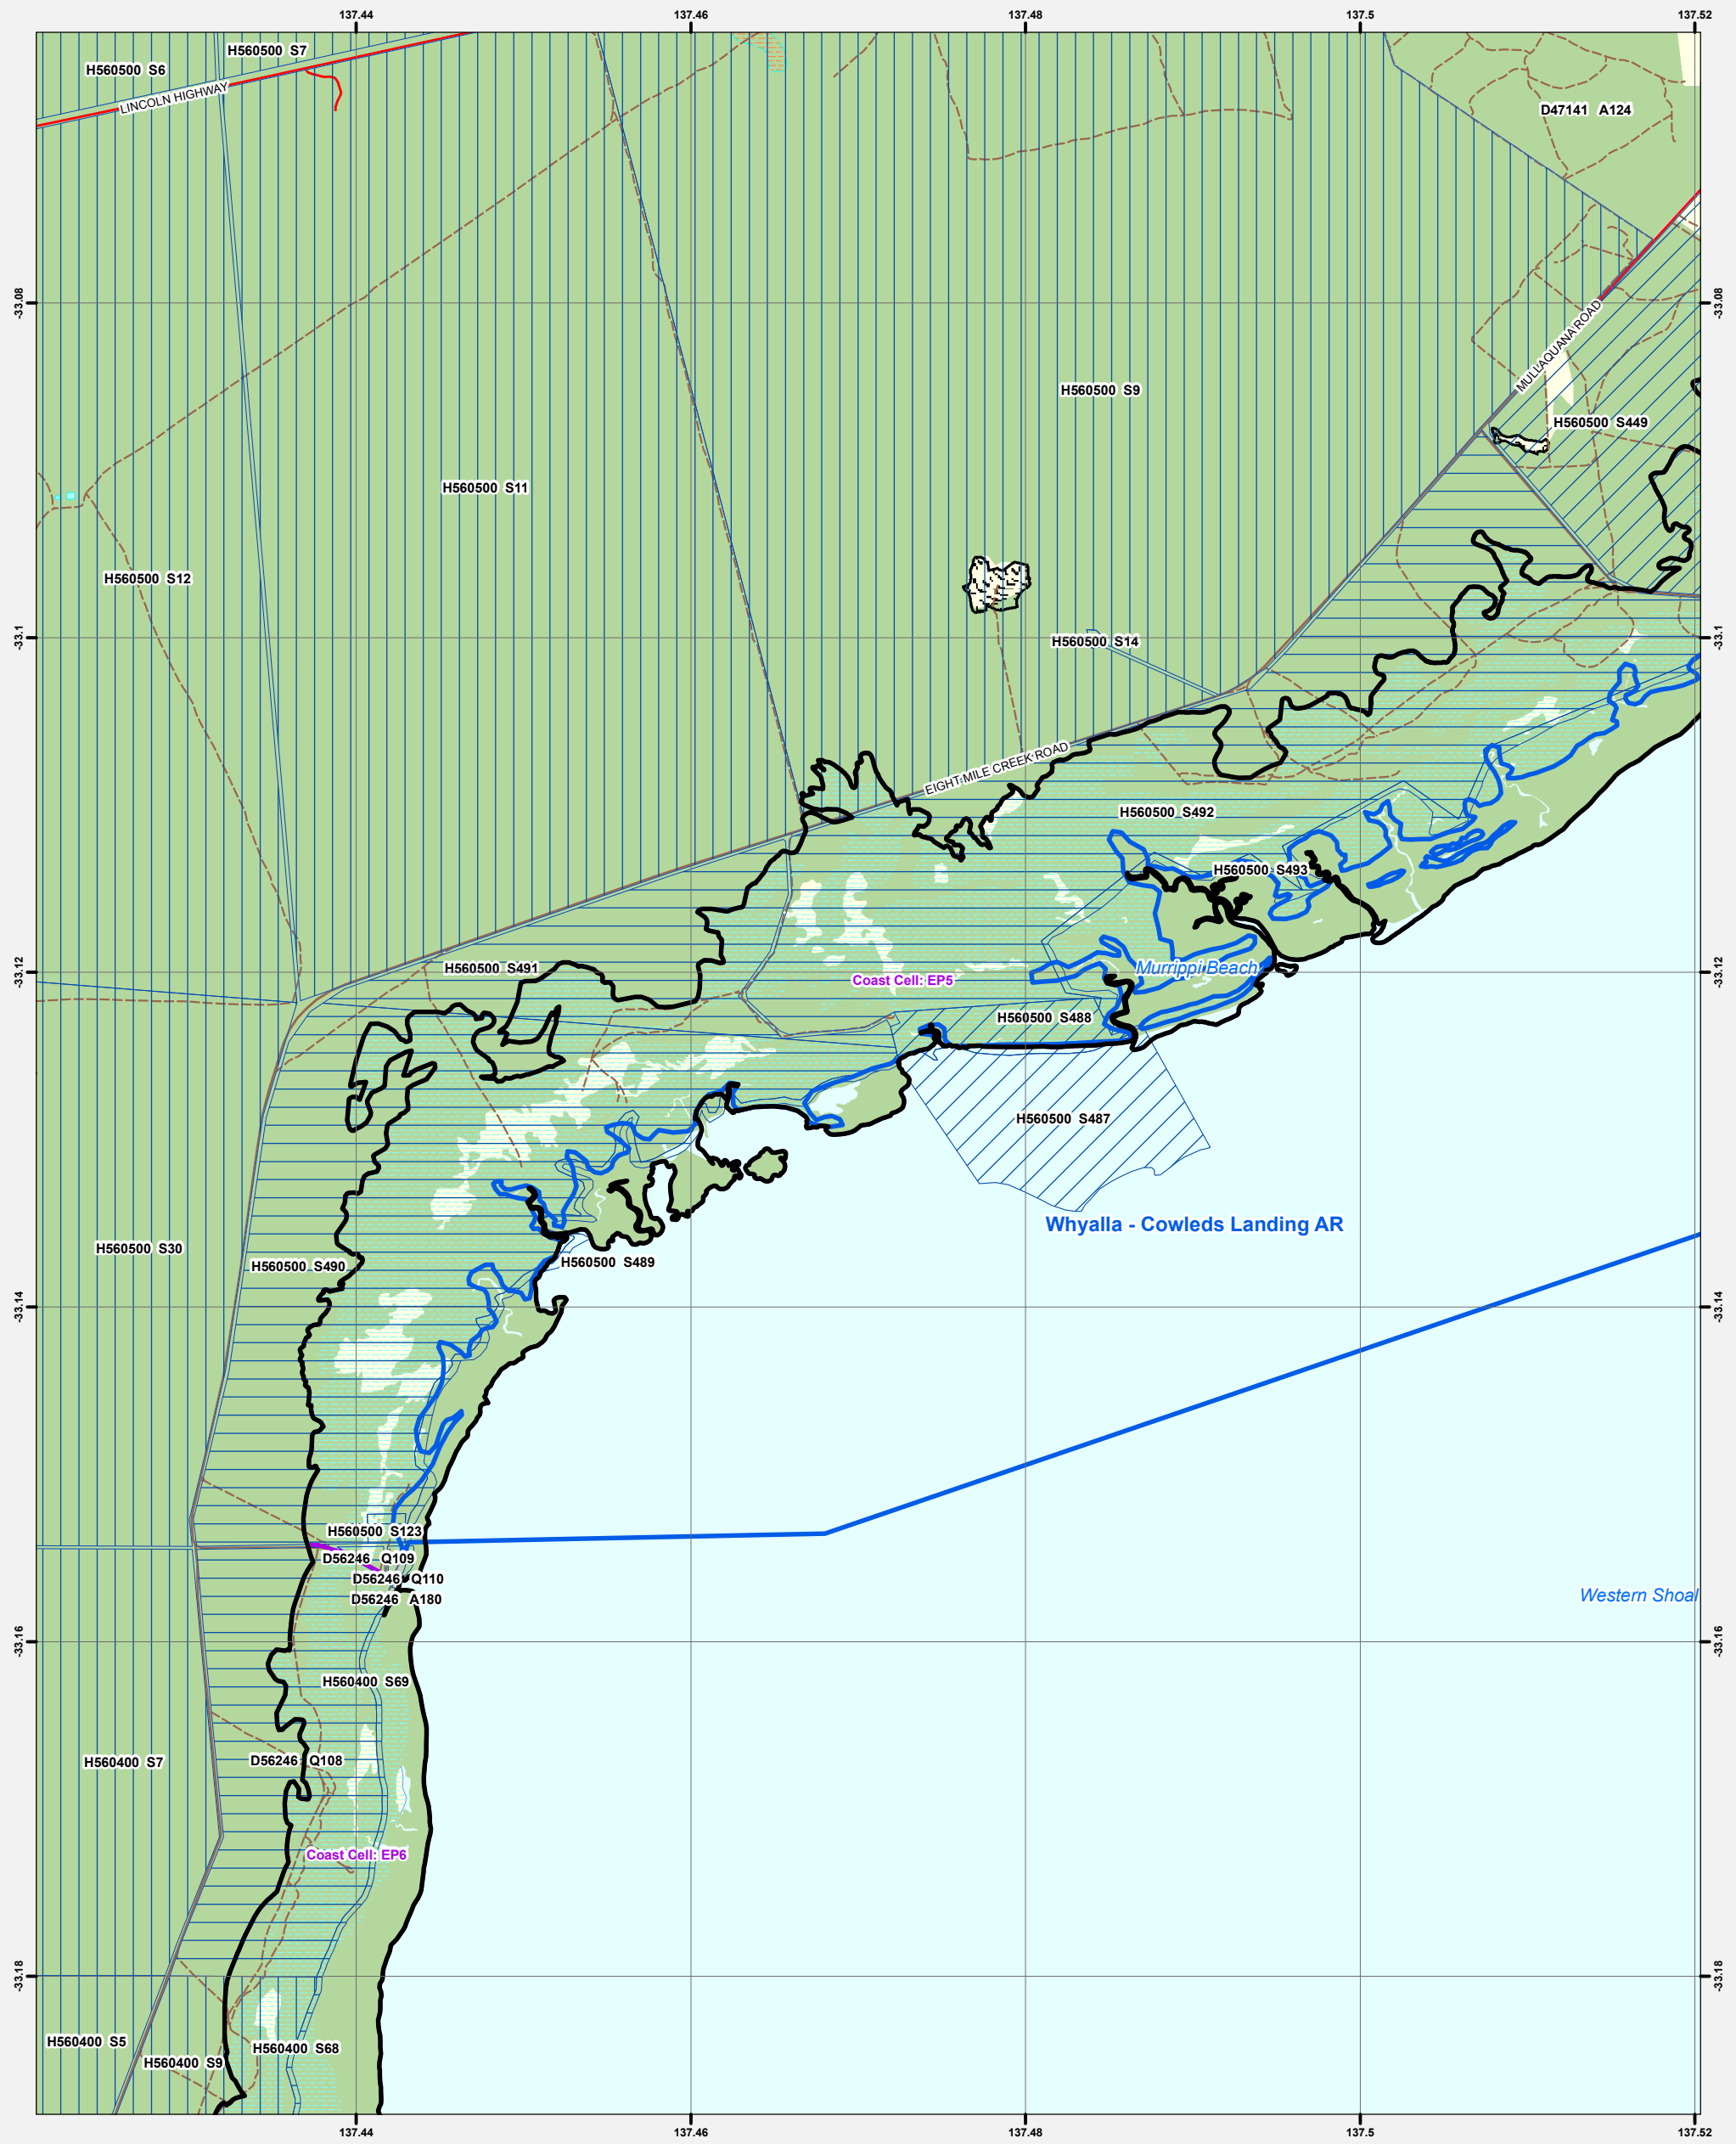 137.44 137.46 137.48 137.5 137.52
H560500 S7
H560500 S6
LINCOLN HIGHWAY
D47141 A124
-33.08 -33.08
MULLAQUANA ROAD
H560500 S9
H560500 S449
H560500 S11
H560500 S12
-33.1 -33.1
H560500 S14
EIGHT MILE CREEK ROAD
H560500 S492
H560500 S493
H560500 S491
Murrippi Beach
-33.12 -33.12
Coast Cell: EP5
H560500 S488
H560500 S487
Whyalla - Cowleds Landing AR
H560500 S30
H560500 S489
H560500 S490
-33.14 -33.14
H560500 S123
D56246 Q109
D56246 Q110
D56246 A180
Western Shoal
-33.16 -33.16
H560400 S69
D56246 Q108
H560400 S7
Coast Cell: EP6
-33.18 -33.18
H560400 S5
H560400 S68
H560400 S9
137.44 137.46 137.48 137.5 137.52